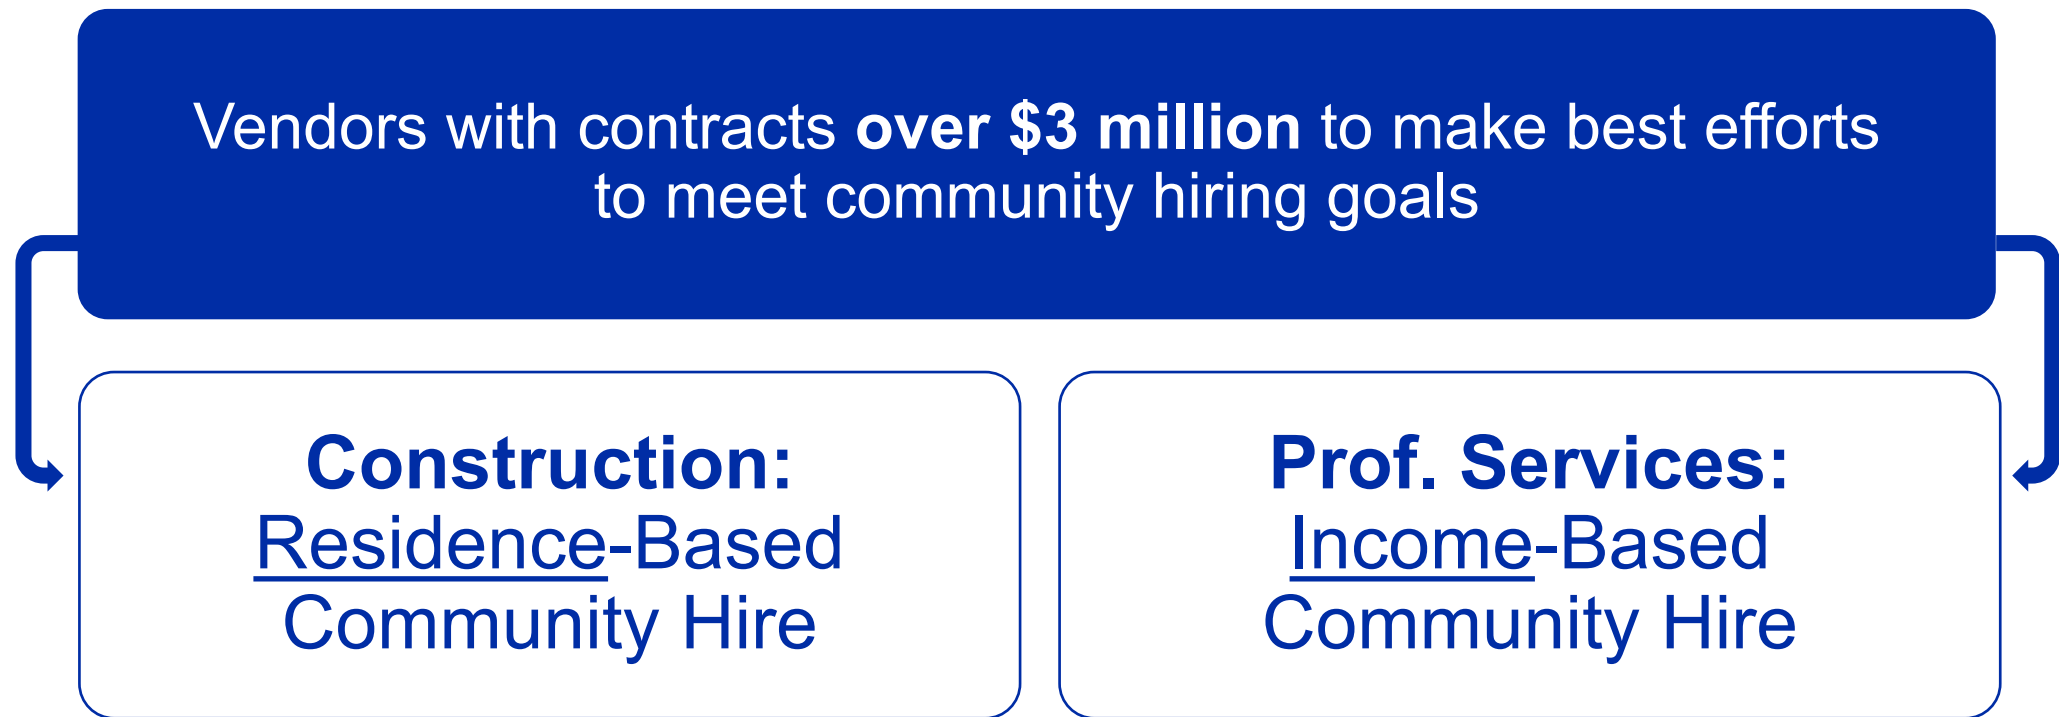 Vendors with contracts over $3 million to make best efforts
to meet community hiring goals
Construction:
Residence-Based
Community Hire
Prof. Services:
Income-Based
Community Hire